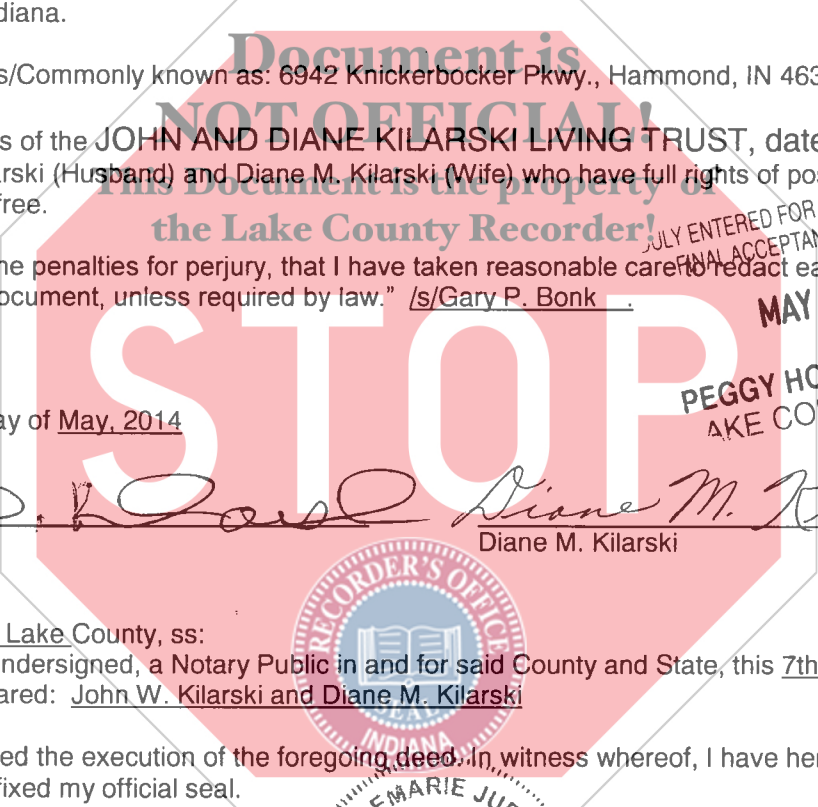 diana.
Document is
s/Commonly known as: 6942 Knickerbocker Pkwy., Hammond, IN 463
NOT OFFICIAL!
s of the JOHN AND DIANE KILARSKI LIVING TRUST, date
arski (Husband) and Diane M. Kilarski (Wife) who have full rights of pos
This Document is the property of
free.
the Lake County Recorder!
DULY ENTERED FOR
FINAL ACCEPTAN
he penalties for perjury, that I have taken reasonable care to redact ea
ocument, unless required by law." /s/Gary P. Bonk .
MAY
STOP
PEGGY HO
AKE CO
ay of May, 2014
Diane M. K
Diane M. Kilarski
RECORDER'S OFFICE
SEAL
INDIANA
Lake County, ss:
ndersigned, a Notary Public in and for said County and State, this 7th
ared: John W. Kilarski and Diane M. Kilarski
ed the execution of the foregoing deed. In witness whereof, I have her
fixed my official seal.
EMARIE JU